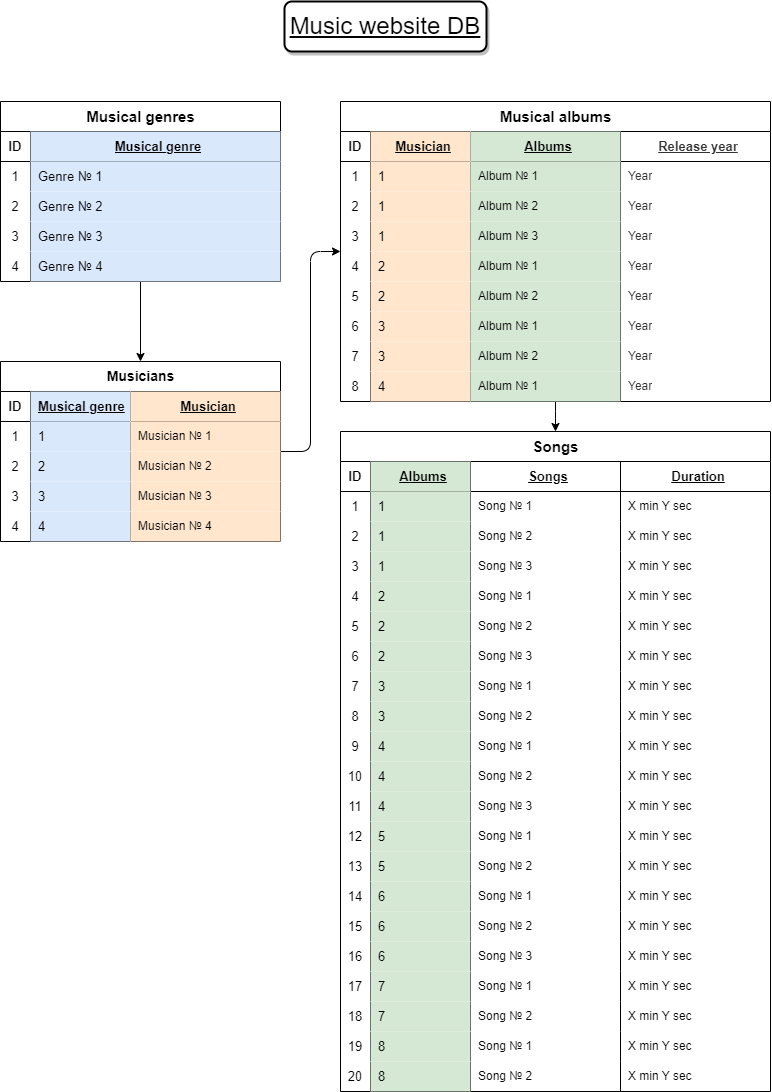 Music website DB
Musical genres
ID Musical genre
1 Genre № 1
2 Genre № 2
3 Genre № 3
4 Genre № 4
Musicians
ID Musical genre Musician
1 1 Musician № 1
2 2 Musician № 2
3 3 Musician № 3
4 4 Musician № 4
Musical albums
ID Musician Albums Release year
1 1 Album № 1 Year
2 1 Album № 2 Year
3 1 Album № 3 Year
4 2 Album № 1 Year
5 2 Album № 2 Year
6 3 Album № 1 Year
7 3 Album № 2 Year
8 4 Album № 1 Year
Songs
ID Albums Songs Duration
1 1 Song № 1 X min Y sec
2 1 Song № 2 X min Y sec
3 1 Song № 3 X min Y sec
4 2 Song № 1 X min Y sec
5 2 Song № 2 X min Y sec
6 2 Song № 3 X min Y sec
7 3 Song № 1 X min Y sec
8 3 Song № 2 X min Y sec
9 4 Song № 1 X min Y sec
10 4 Song № 2 X min Y sec
11 4 Song № 3 X min Y sec
12 5 Song № 1 X min Y sec
13 5 Song № 2 X min Y sec
14 6 Song № 1 X min Y sec
15 6 Song № 2 X min Y sec
16 6 Song № 3 X min Y sec
17 7 Song № 1 X min Y sec
18 7 Song № 2 X min Y sec
19 8 Song № 1 X min Y sec
20 8 Song № 2 X min Y sec